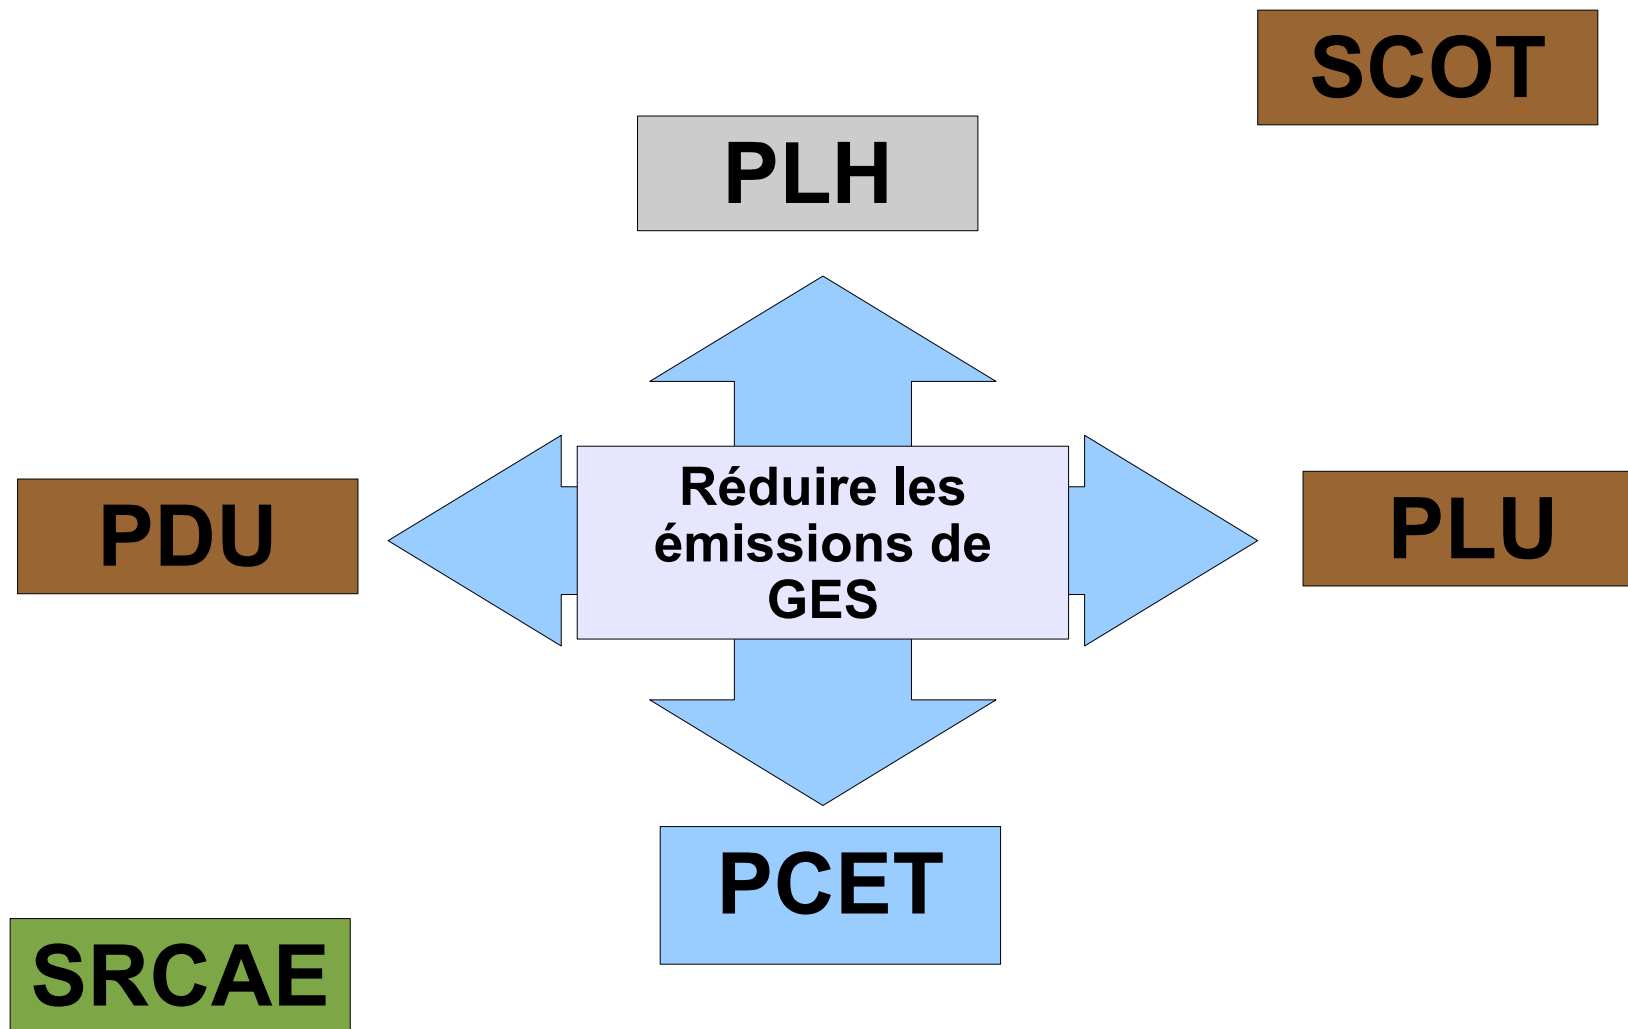 SCOT
PLH
PDU
Réduire les
émissions de
GES
PLU
PCET
SRCAE